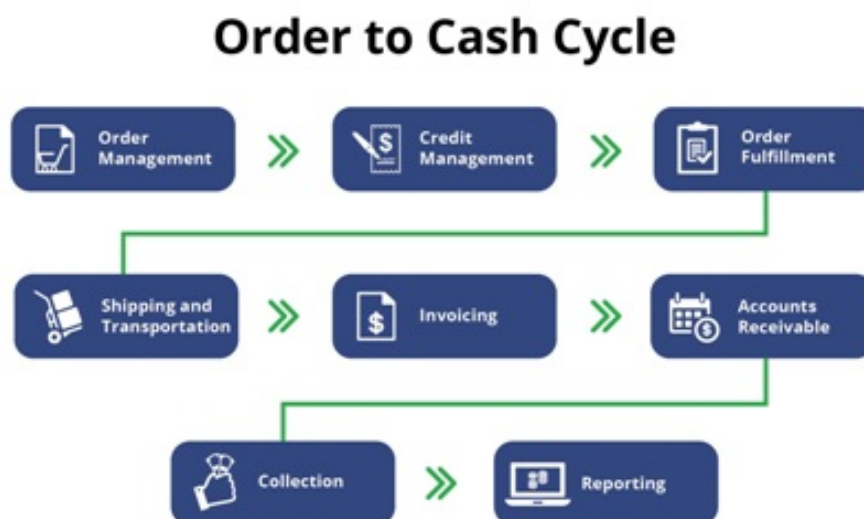 Order to Cash Cycle
Order
Management
Credit
Management
Order
Fulfillment
Shipping and
Transportation
$
Invoicing
Accounts
Receivable
Collection
Reporting